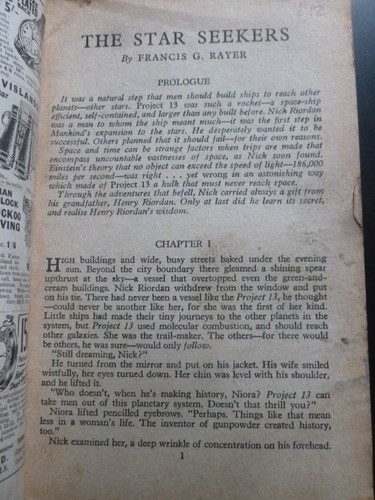 THE STAR SEEKERS
By FRANCIS G. RAYER
PROLOGUE
It was a natural step that men should build ships to reach other
planets—other stars. Project 13 was such a rocket—a space-ship
efficient, self-contained, and larger than any built before. Nick Riordan
was a man to whom the ship meant much—it was the first step in
Mankind's expansion to the stars. He desperately wanted it to be
successful. Others planned that it should fail—for their own reasons.
Space and time can be strange factors when trips are made that
encompass uncountable wastnesses of space, as Nick soon found.
Einstein's theory that no object can exceed the speed of light—186,000
miles per second—was right . . . yet wrong in an astonishing way
which made of Project 13 a hulk that must never reach space.
Through the adventures that befell, Nick carried always a gift from
his grandfather, Henry Riordan. Only at last did he learn its secret,
and realise Henry Riordan's wisdom.
CHAPTER I
HIGH buildings and wide, busy streets baked under the evening
sun. Beyond the city boundary there gleamed a shining spear
upthrust at the sky—a vessel that overtopped even the green-and-
cream buildings. Nick Riordan withdrew from the window and put
on his tie. There had never been a vessel like the Project 13, he thought
—could never be another like her, for she was the first of her kind.
Little ships had made their tiny journeys to the other planets in the
system, but Project 13 used molecular combustion, and should reach
other galaxies. She was the trail-maker. The others—for there would
be others, he was sure—would only follow.
"Still dreaming, Nick?"
He turned from the mirror and put on his jacket. His wife smiled
wistfully, her eyes turned down. Her chin was level with his shoulder,
and he lifted it.
"Who doesn't, when he's making history, Niora? Project 13 can
take men out of this planetary system. Doesn't that thrill you?"
Niora lifted pencilled eyebrows. "Perhaps. Things like that mean
less in a woman's life. The inventor of gunpowder created history,
too."
Nick examined her, a deep wrinkle of concentration on his forehead.
1